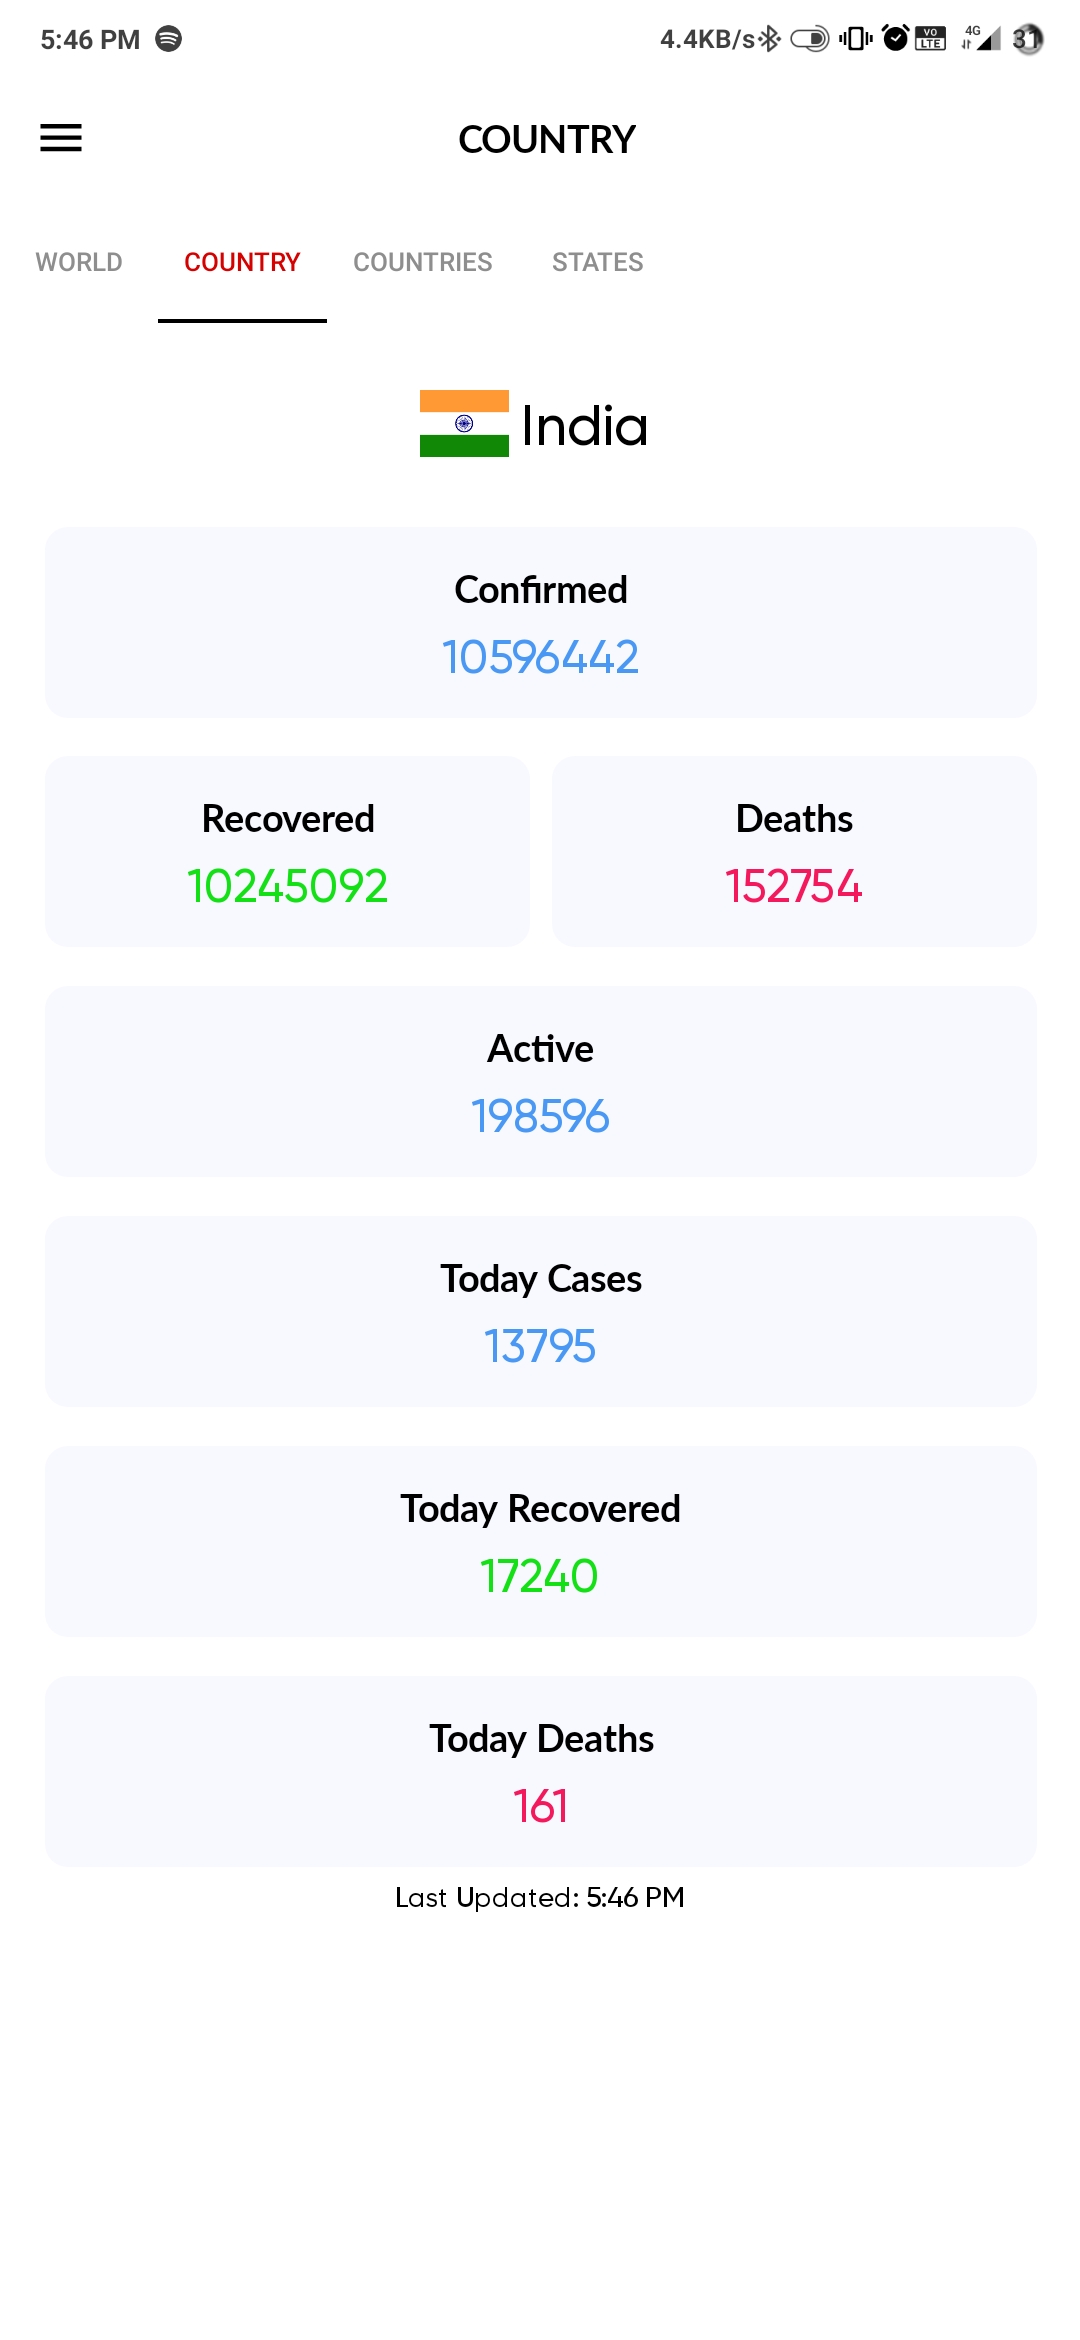 5:46 PM 4.4KB/s VO LTE 4G 31
COUNTRY
WORLD COUNTRY COUNTRIES STATES
India
Confirmed
10596442
Recovered Deaths
10245092 152754
Active
198596
Today Cases
13795
Today Recovered
17240
Today Deaths
161
Last Updated: 5:46 PM